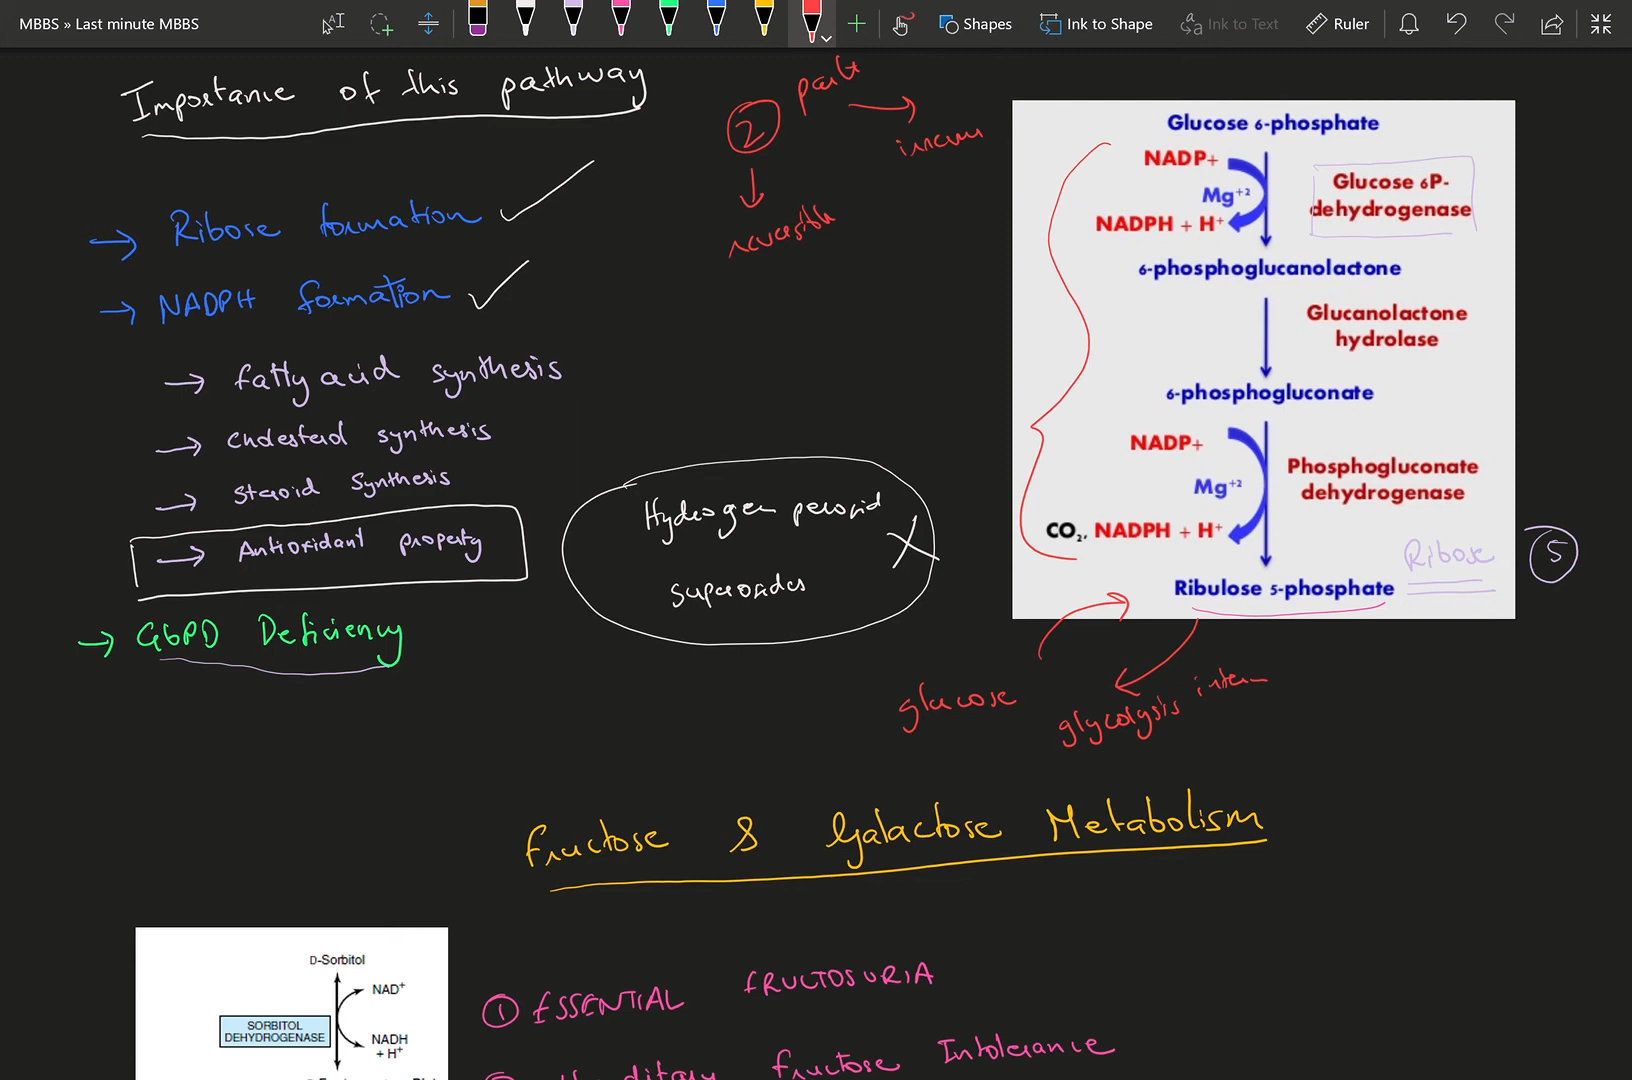 MBBS » Last minute MBBS
Shapes
Ink to Shape
Ink to Text
Ruler
Importance of this pathway
→ Ribose formation ✓
→ NADPH formation ✓
→ fatty acid synthesis
→ cholesterol synthesis
→ steroid synthesis
→ Antioxidant property
→ G6PD Deficiency
2 parts →
reversible
Hydrogen peroxid
superoxides
Glucose 6-phosphate
NADP+
Mg+2
NADPH + H+
Glucose 6P-
dehydrogenase
6-phosphoglucanolactone
Glucanolactone
hydrolase
6-phosphogluconate
NADP+
Mg+2
CO2, NADPH + H+
Phosphogluconate
dehydrogenase
Ribulose 5-phosphate
Ribose
5
glucose
glycolysis inter
Fructose & Galactose Metabolism
D-Sorbitol
NAD+
SORBITOL
DEHYDROGENASE
NADH
+ H+
① ESSENTIAL FRUCTOSURIA
fructose Intolerance